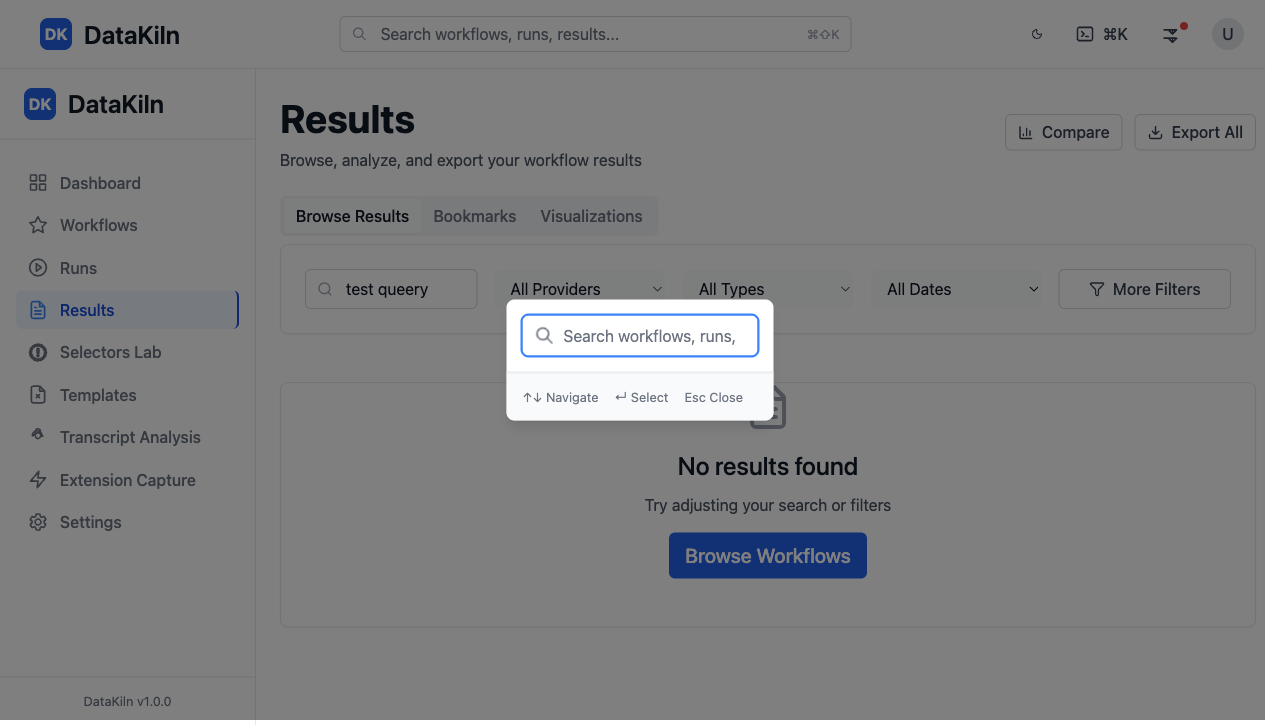 DK DataKiln
Search workflows, runs, results... ⌘⇧K
⌘K
U
DK DataKiln
Dashboard
Workflows
Runs
Results
Selectors Lab
Templates
Transcript Analysis
Extension Capture
Settings
DataKiln v1.0.0
Results
Browse, analyze, and export your workflow results
Compare
Export All
Browse Results Bookmarks Visualizations
test queery All Providers All Types All Dates More Filters
Search workflows, runs,
↑↓ Navigate ↵ Select Esc Close
No results found
Try adjusting your search or filters
Browse Workflows